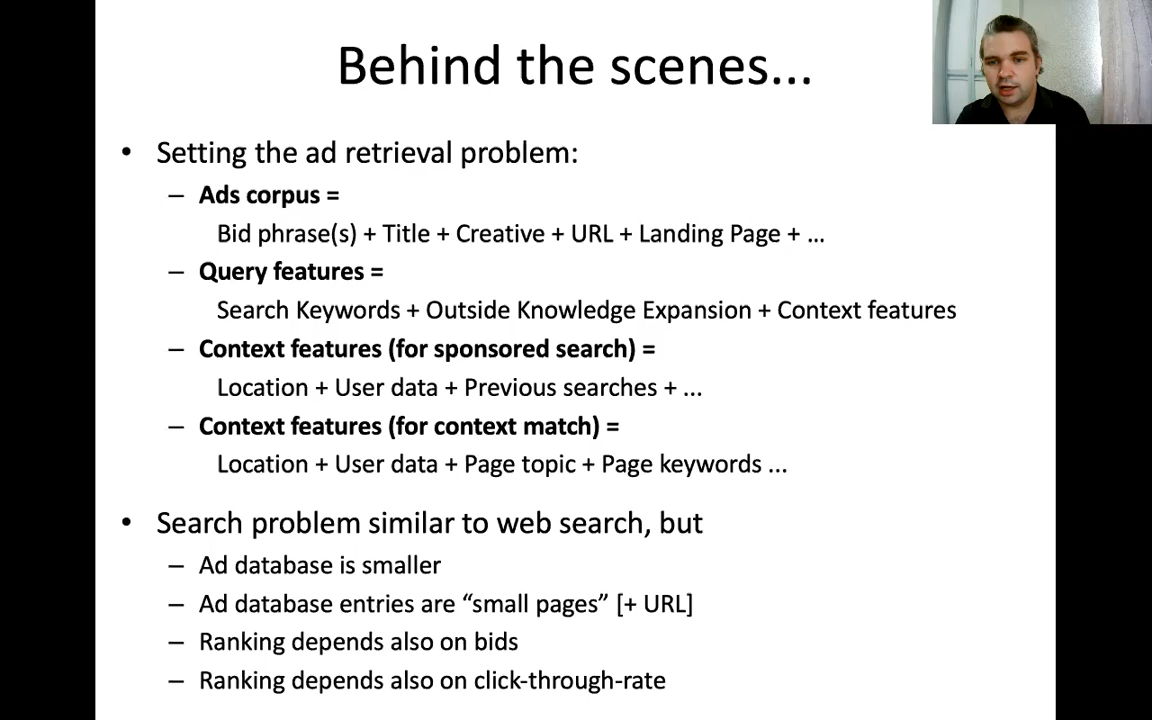 Behind the scenes...
• Setting the ad retrieval problem:
– Ads corpus =
Bid phrase(s) + Title + Creative + URL + Landing Page + ...
– Query features =
Search Keywords + Outside Knowledge Expansion + Context features
– Context features (for sponsored search) =
Location + User data + Previous searches + ...
– Context features (for context match) =
Location + User data + Page topic + Page keywords ...
• Search problem similar to web search, but
– Ad database is smaller
– Ad database entries are “small pages” [+ URL]
– Ranking depends also on bids
– Ranking depends also on click-through-rate